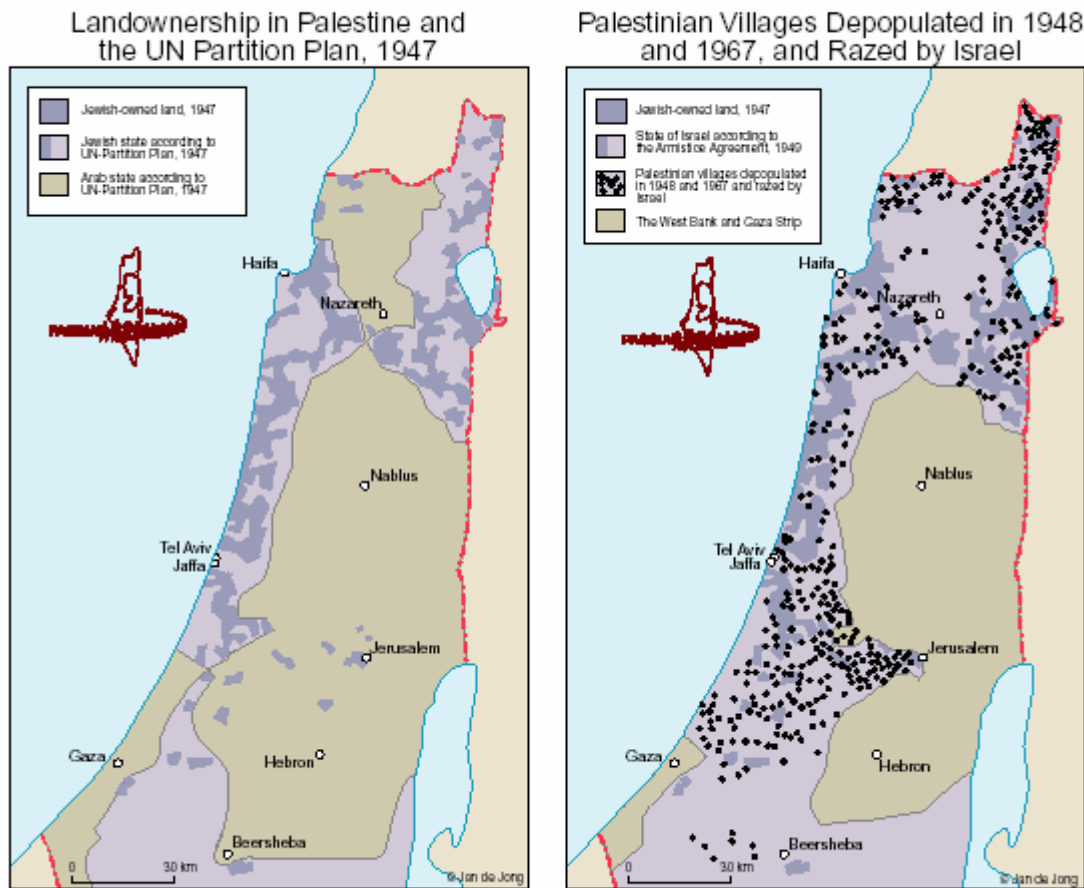 Landownership in Palestine and
the UN Partition Plan, 1947
Jewish-owned land, 1947
Jewish state according to
UN-Partition Plan, 1947
Arab state according to
UN-Partition Plan, 1947
Haifa
Nazareth
Nablus
Tel Aviv
Jaffa
Jerusalem
Gaza
Hebron
Beersheba
0 30 km
© Jan de Jong
Palestinian Villages Depopulated in 1948
and 1967, and Razed by Israel
Jewish-owned land, 1947
State of Israel according to
the Armistice Agreement, 1949
Palestinian villages depopulated
in 1948 and 1967 and razed by
Israel
The West Bank and Gaza Strip
Haifa
Nazareth
Nablus
Tel Aviv
Jaffa
Jerusalem
Gaza
Hebron
Beersheba
0 30 km
© Jan de Jong